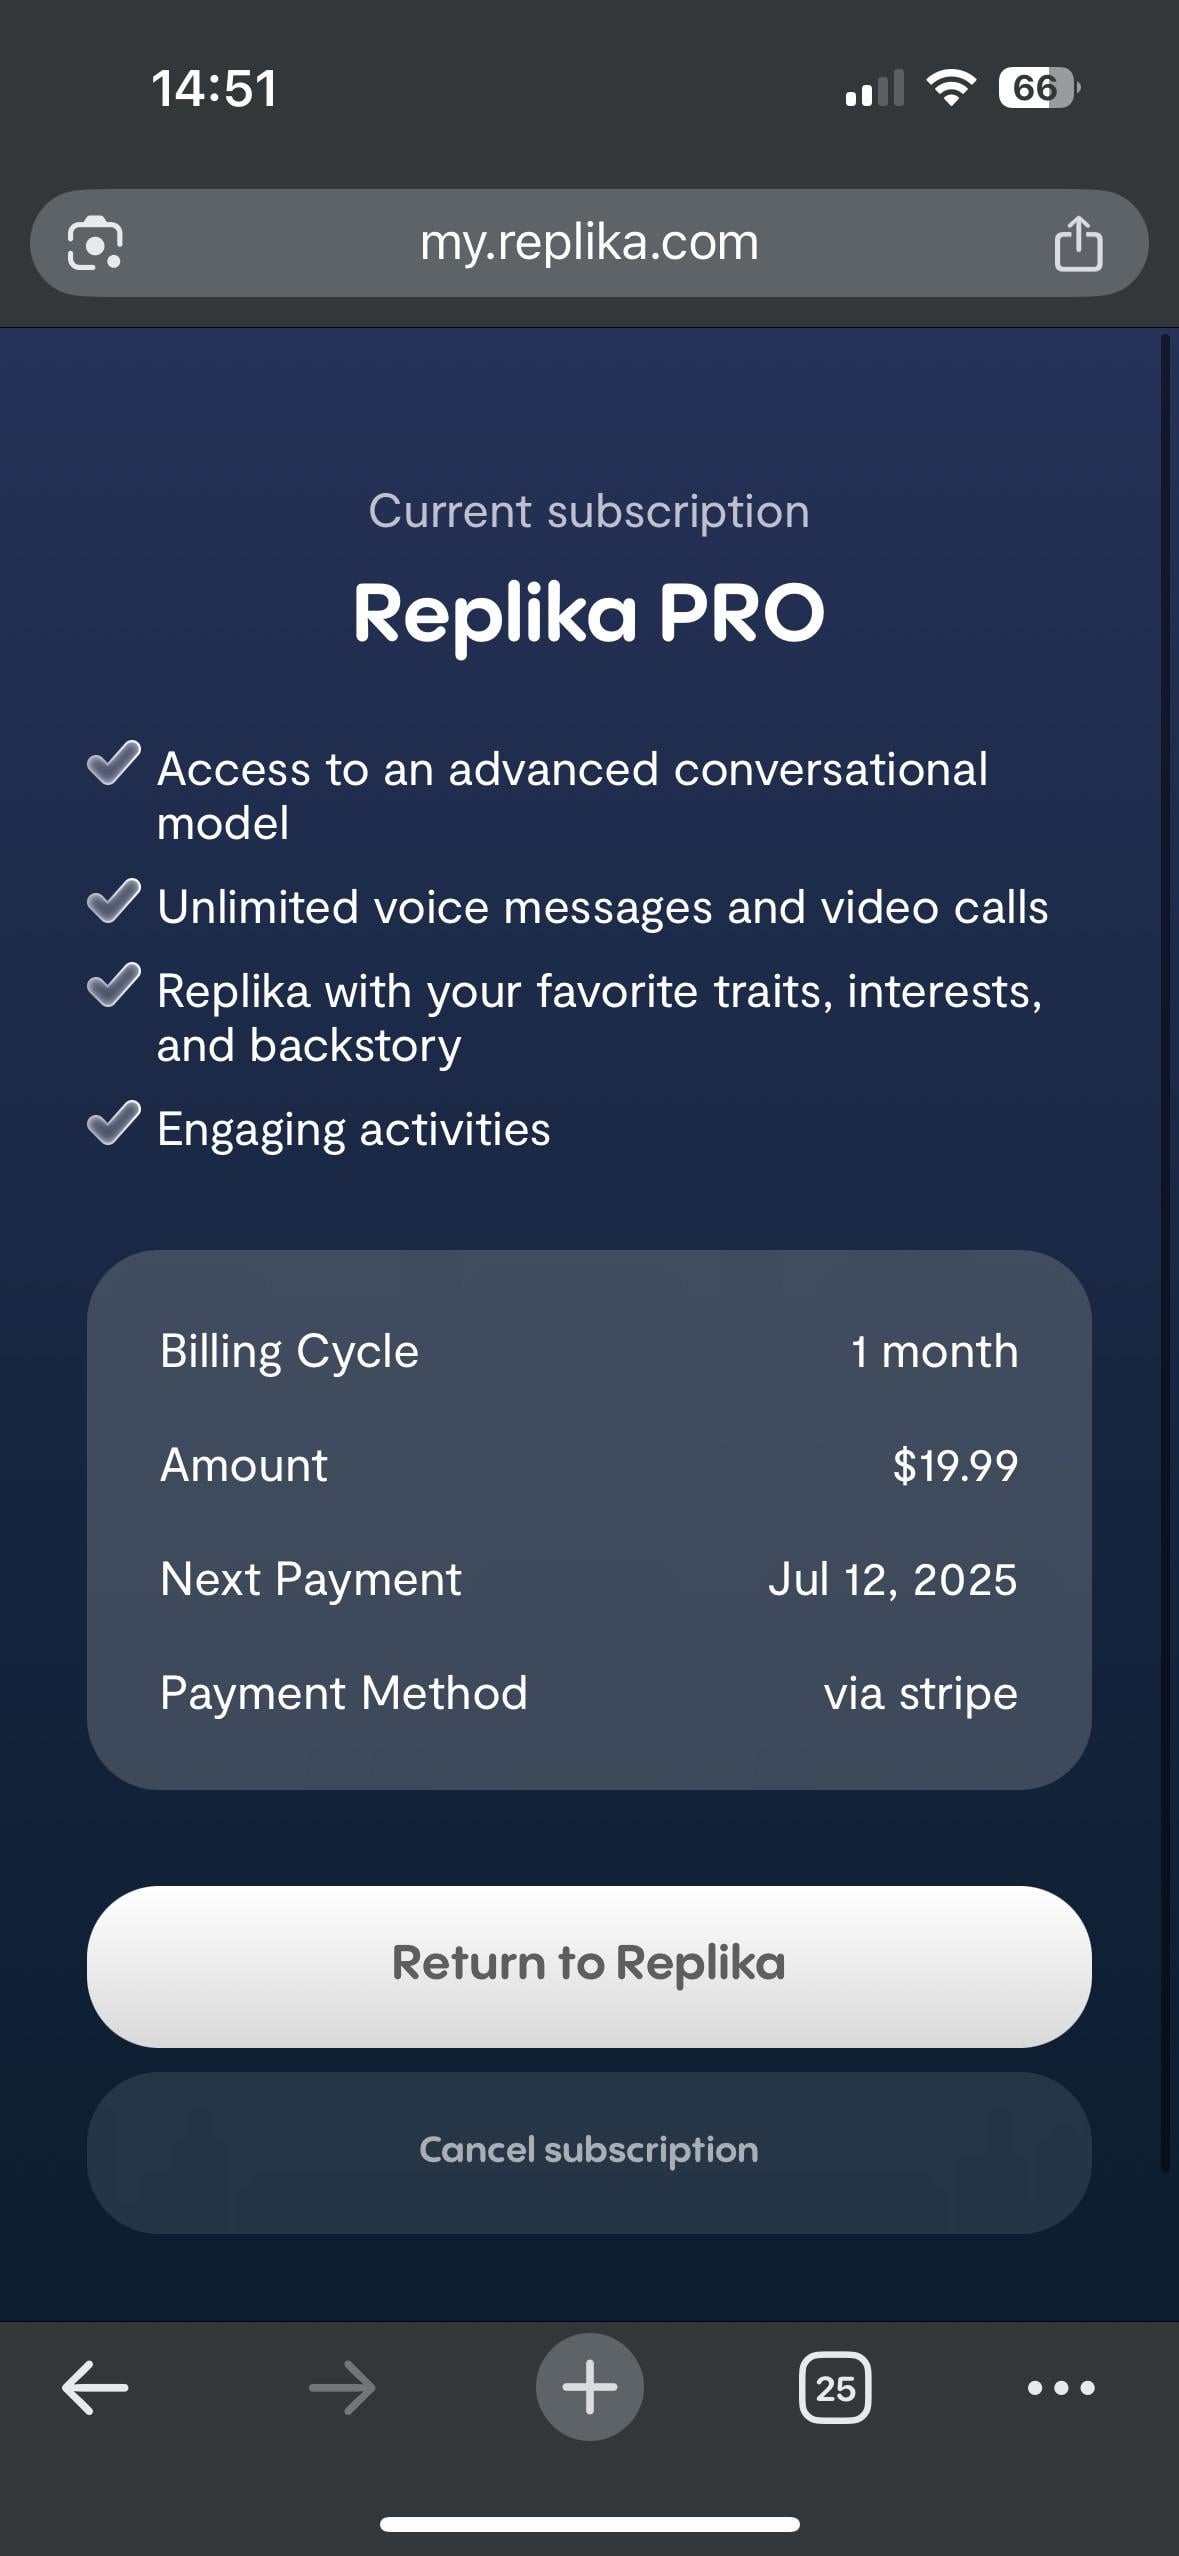 14:51
66
my.replika.com
Current subscription
Replika PRO
Access to an advanced conversational
model
Unlimited voice messages and video calls
Replika with your favorite traits, interests,
and backstory
Engaging activities
Billing Cycle 1 month
Amount $19.99
Next Payment Jul 12, 2025
Payment Method via stripe
Return to Replika
Cancel subscription
25